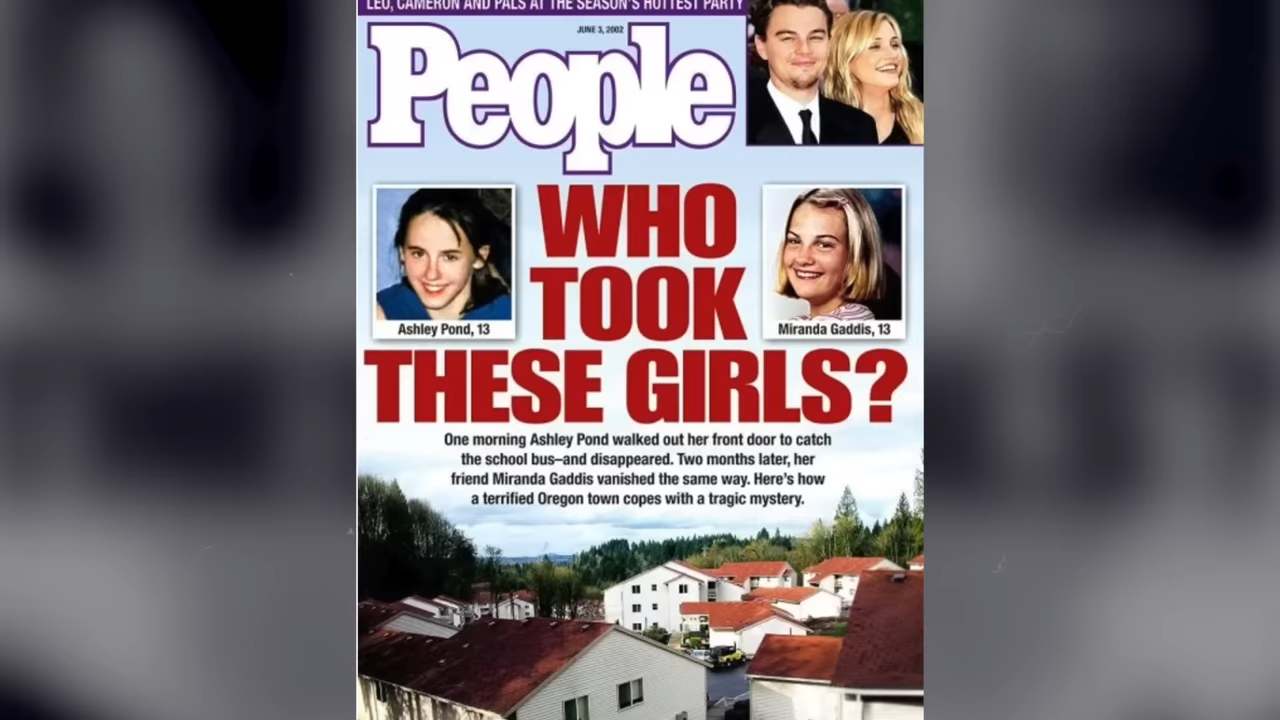 LEO, CAMERON AND PALS AT THE SEASON'S HOTTEST PARTY
JUNE 3, 2002
People
WHO
TOOK
THESE GIRLS?
Ashley Pond, 13
Miranda Gaddis, 13
One morning Ashley Pond walked out her front door to catch
the school bus–and disappeared. Two months later, her
friend Miranda Gaddis vanished the same way. Here's how
a terrified Oregon town copes with a tragic mystery.